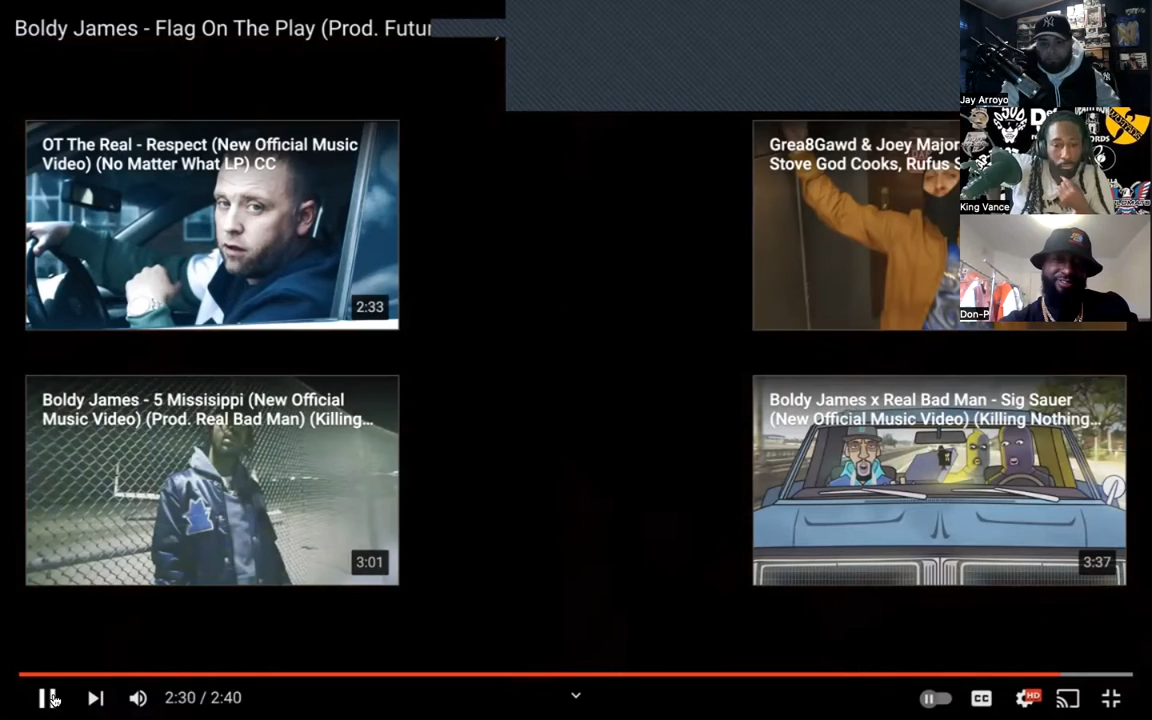 Boldy James - Flag On The Play (Prod. Futur
OT The Real - Respect (New Official Music
Video) (No Matter What LP) CC
2:33
Grea8Gawd & Joey Major
Stove God Cooks, Rufus S
Jay Arroyo
King Vance
Don-P
Boldy James - 5 Missisippi (New Official
Music Video) (Prod. Real Bad Man) (Killing...
3:01
Boldy James x Real Bad Man - Sig Sauer
(New Official Music Video) (Killing Nothing...
3:37
2:30 / 2:40
CC
HD